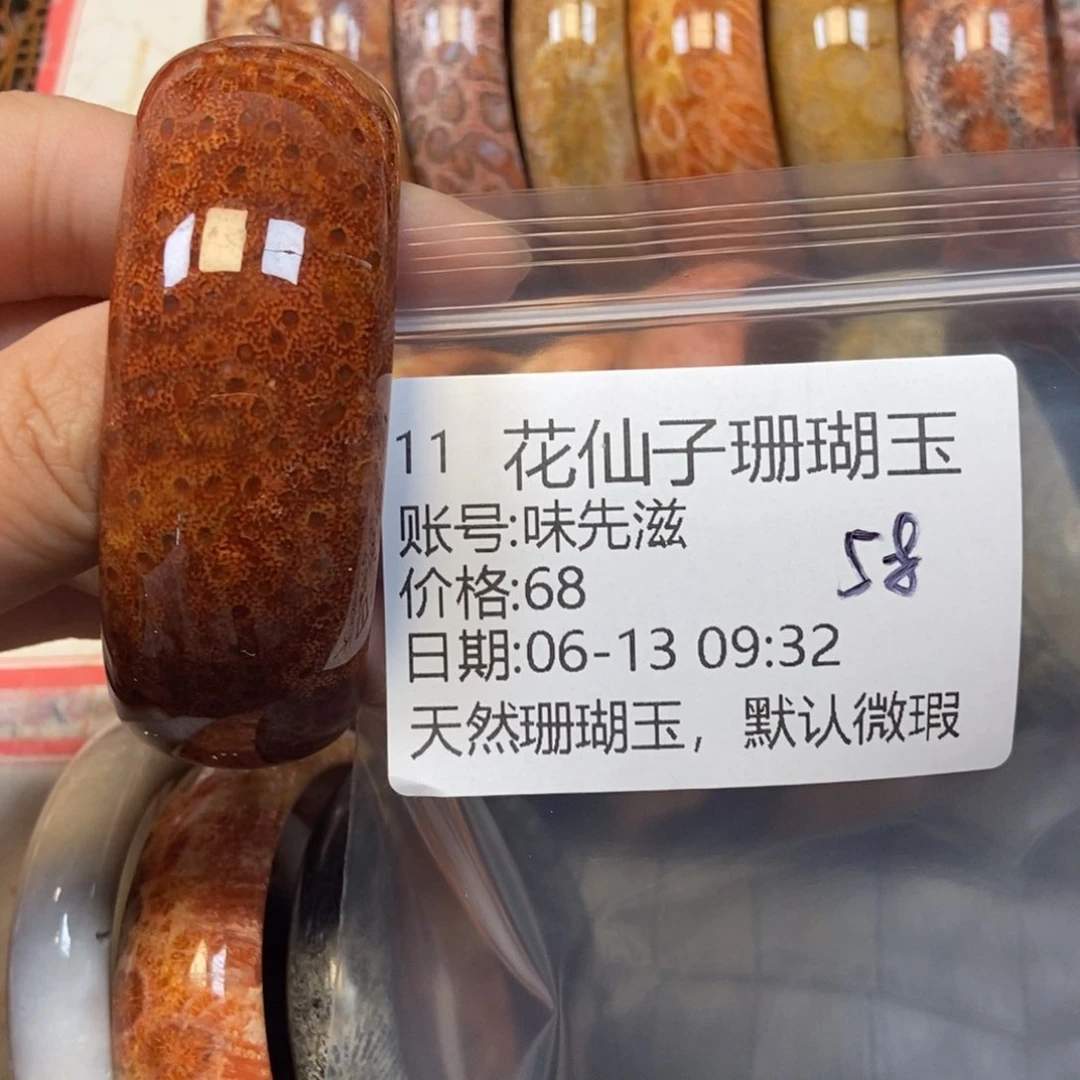 11 花仙子珊瑚玉
账号:味先滋
58
价格:68
日期:06-13 09:32
天然珊瑚玉，默认微瑕